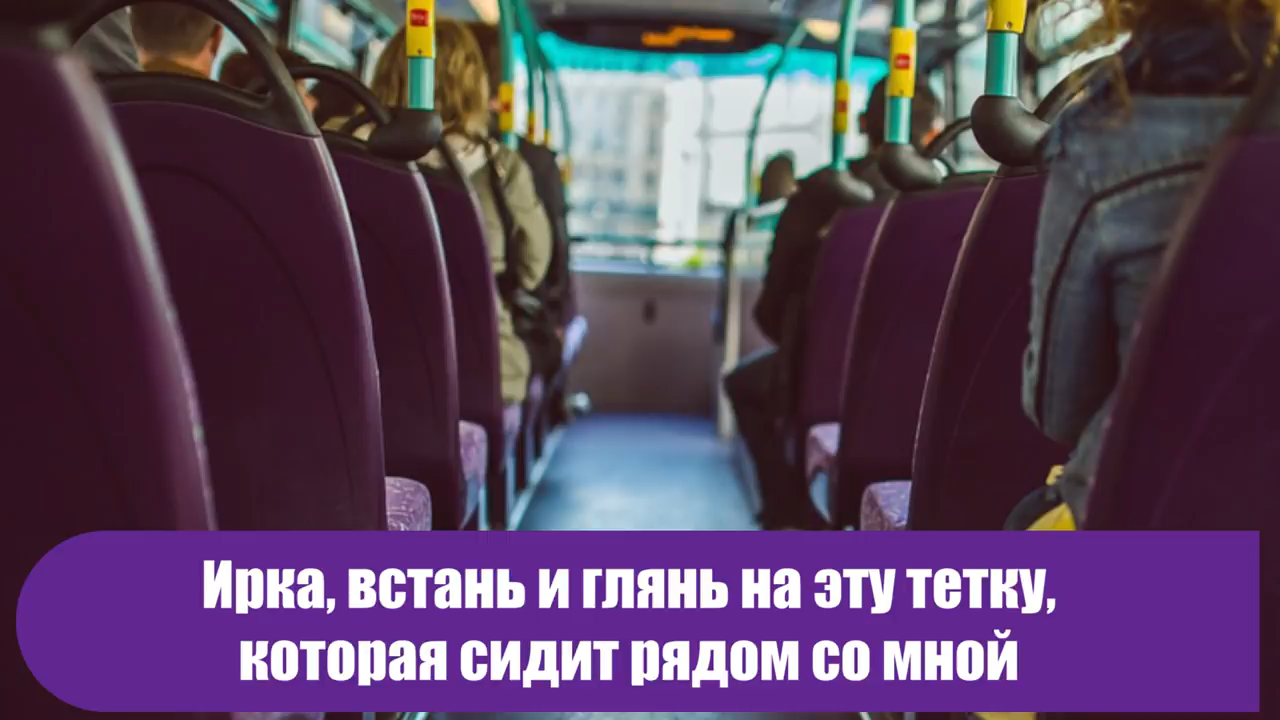 Ирка, встань и глянь на эту тетку,
которая сидит рядом со мной